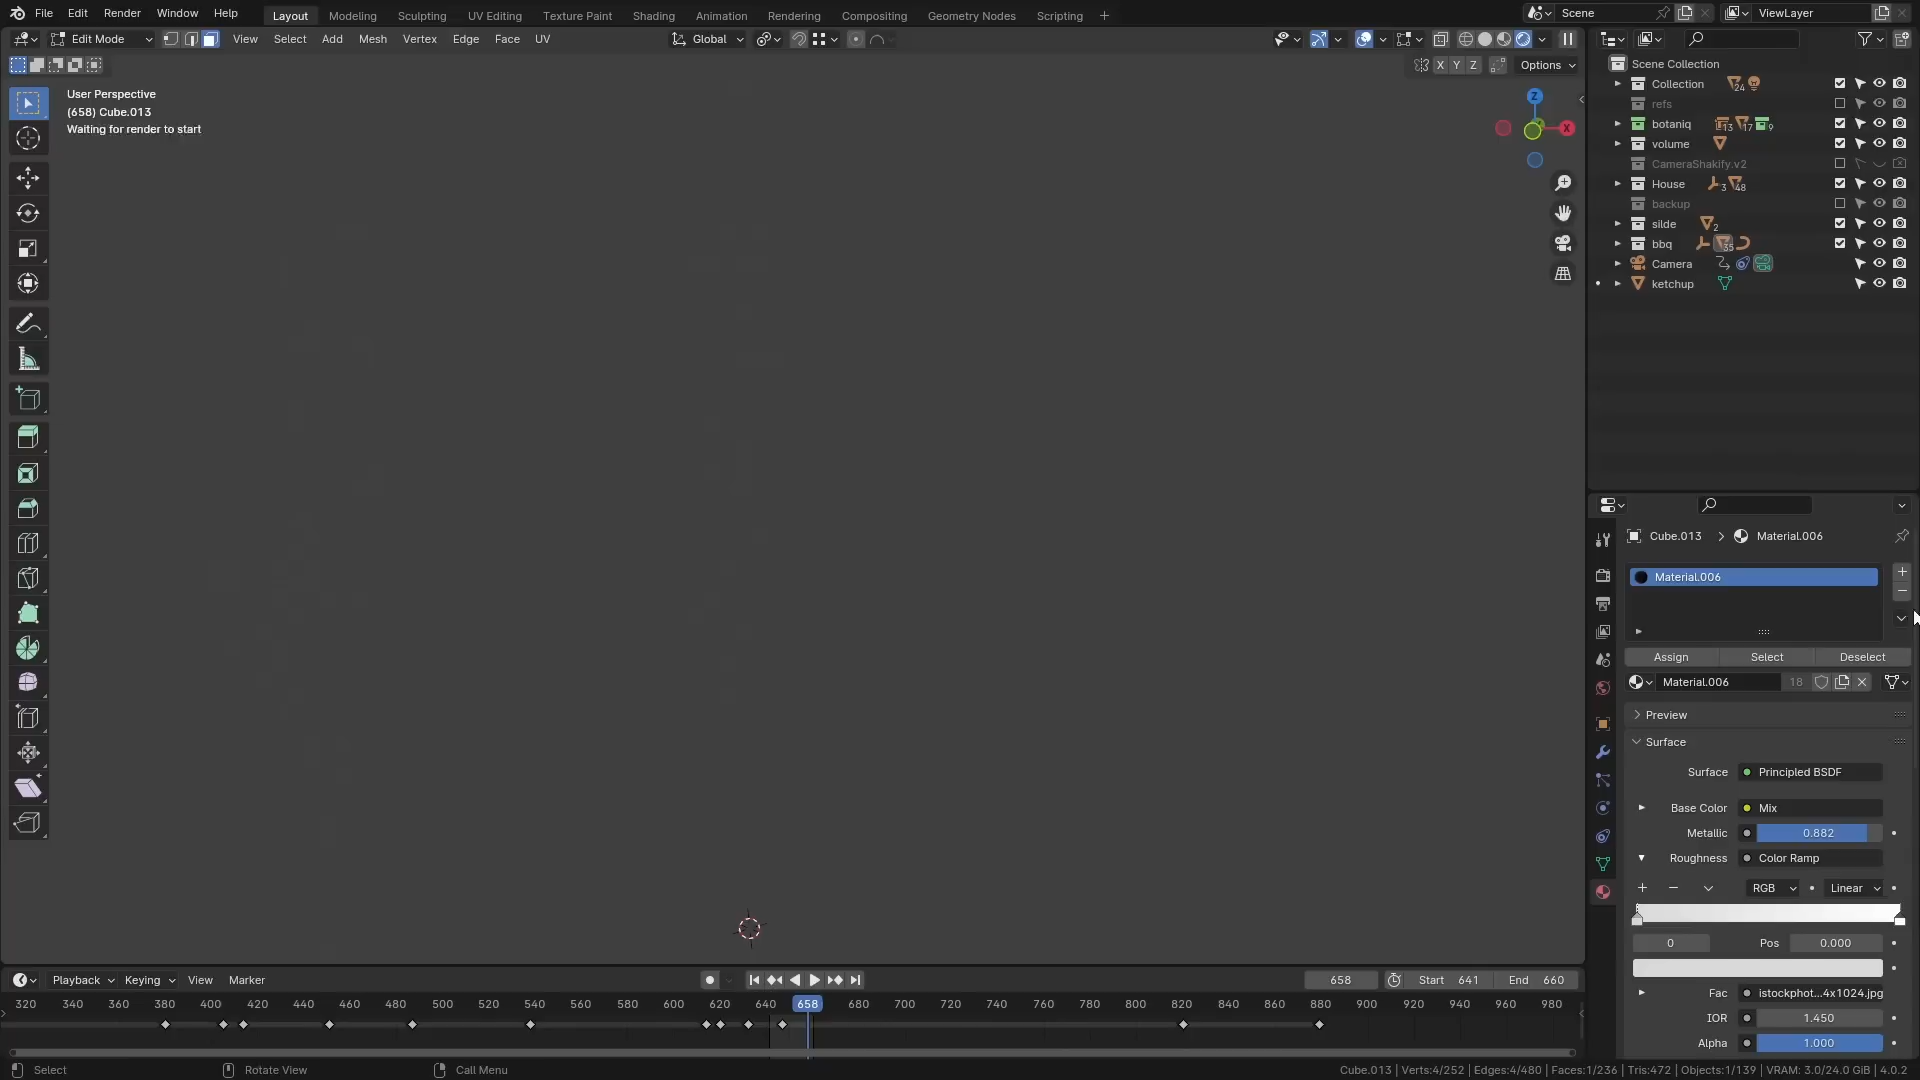 File Edit Render Window Help Layout Modeling Sculpting UV Editing Texture Paint Shading Animation Rendering Compositing Geometry Nodes Scripting + Scene ViewLayer
Edit Mode View Select Add Mesh Vertex Edge Face UV Global
X Y Z Options
User Perspective
(658) Cube.013
Waiting for render to start
Z
X
Scene Collection
Collection 24
refs
botaniq 13 17 9
volume
CameraShakify.v2
House 3 48
backup
silde 2
bbq 35
Camera
ketchup
Cube.013 > Material.006
Material.006
Assign Select Deselect
Material.006 18
Preview
Surface
Surface Principled BSDF
Base Color Mix
Metallic 0.882
Roughness Color Ramp
RGB Linear
0 Pos 0.000
Fac istockphot...4x1024.jpg
IOR 1.450
Alpha 1.000
Playback Keying View Marker 658 Start 641 End 660
320 340 360 380 400 420 440 460 480 500 520 540 560 580 600 620 640 658 680 700 720 740 760 780 800 820 840 860 880 900 920 940 960 980
Select Rotate View Call Menu Cube.013 | Verts:4/252 | Edges:4/480 | Faces:1/236 | Tris:472 | Objects:1/139 | VRAM: 3.0/24.0 GiB | 4.0.2